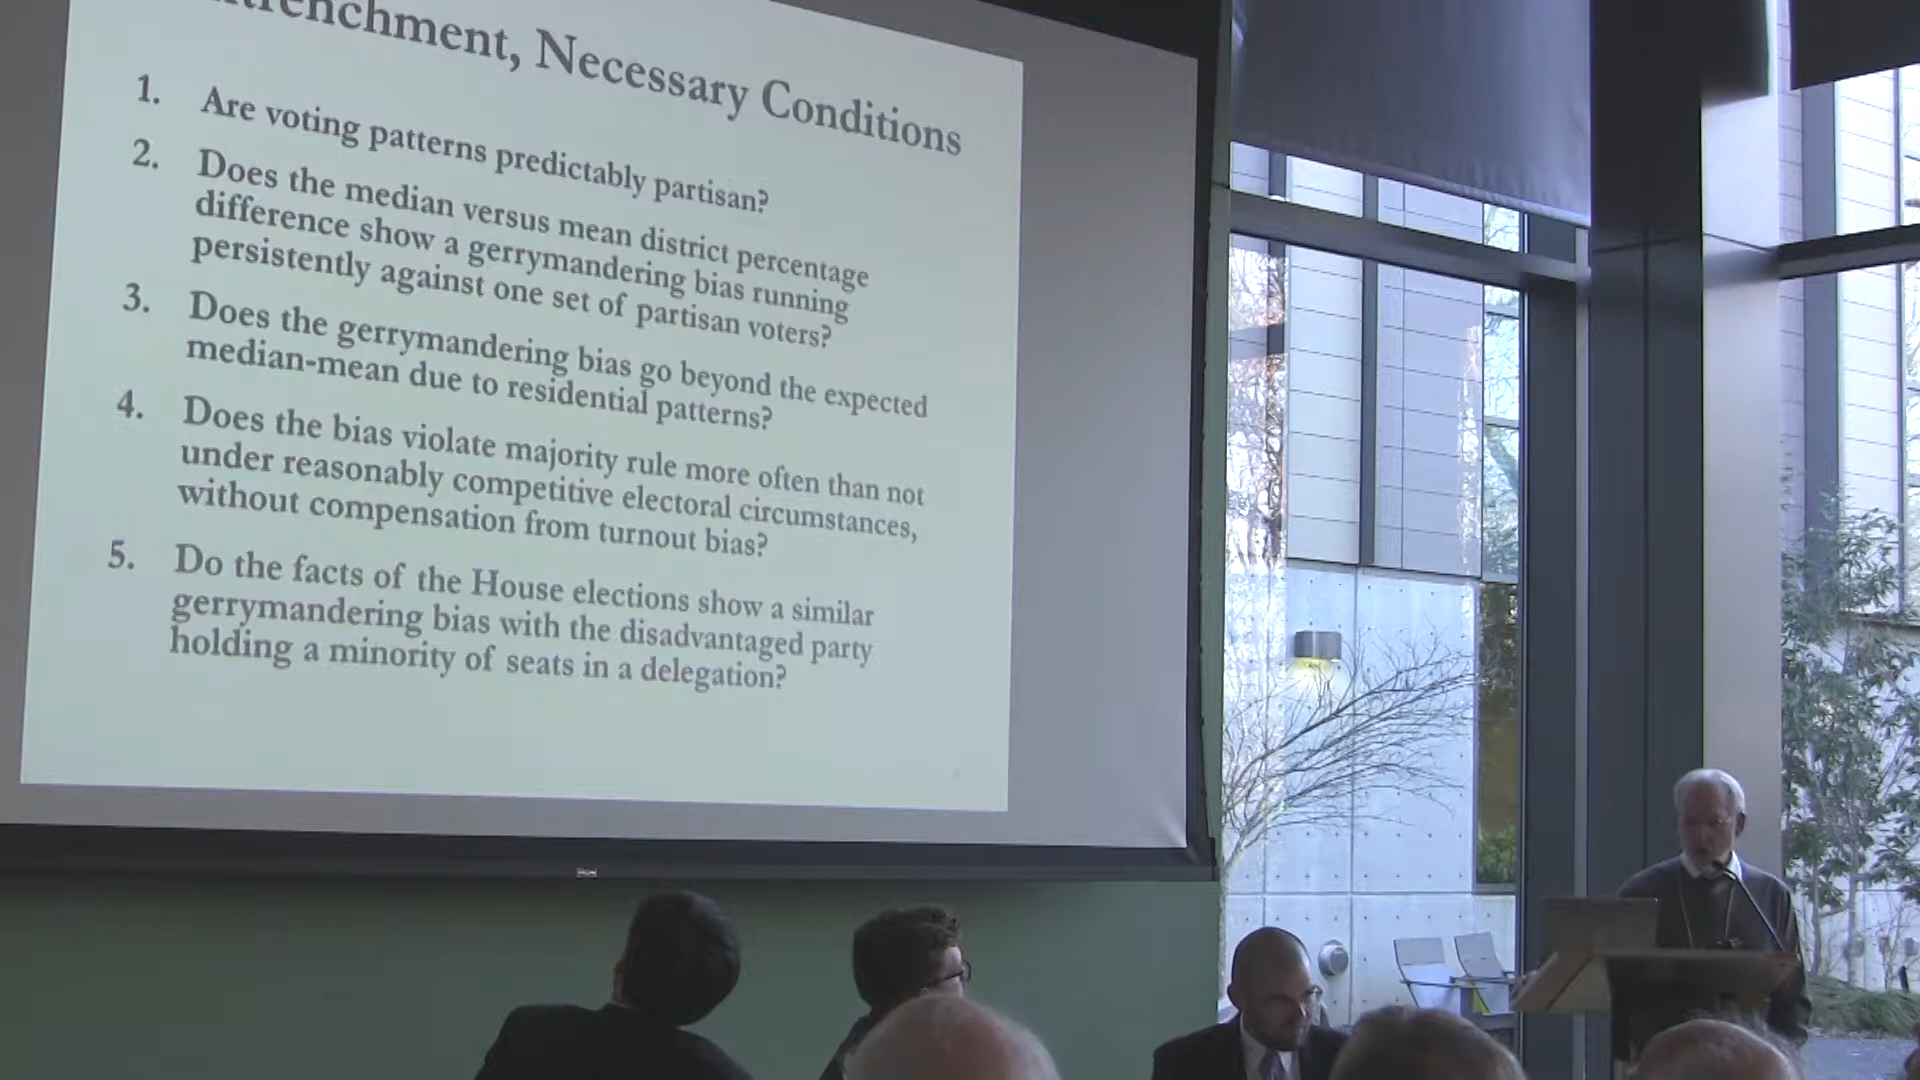 trenchment, Necessary Conditions
1. Are voting patterns predictably partisan?
2. Does the median versus mean district percentage
difference show a gerrymandering bias running
persistently against one set of partisan voters?
3. Does the gerrymandering bias go beyond the expected
median-mean due to residential patterns?
4. Does the bias violate majority rule more often than not
under reasonably competitive electoral circumstances,
without compensation from turnout bias?
5. Do the facts of the House elections show a similar
gerrymandering bias with the disadvantaged party
holding a minority of seats in a delegation?